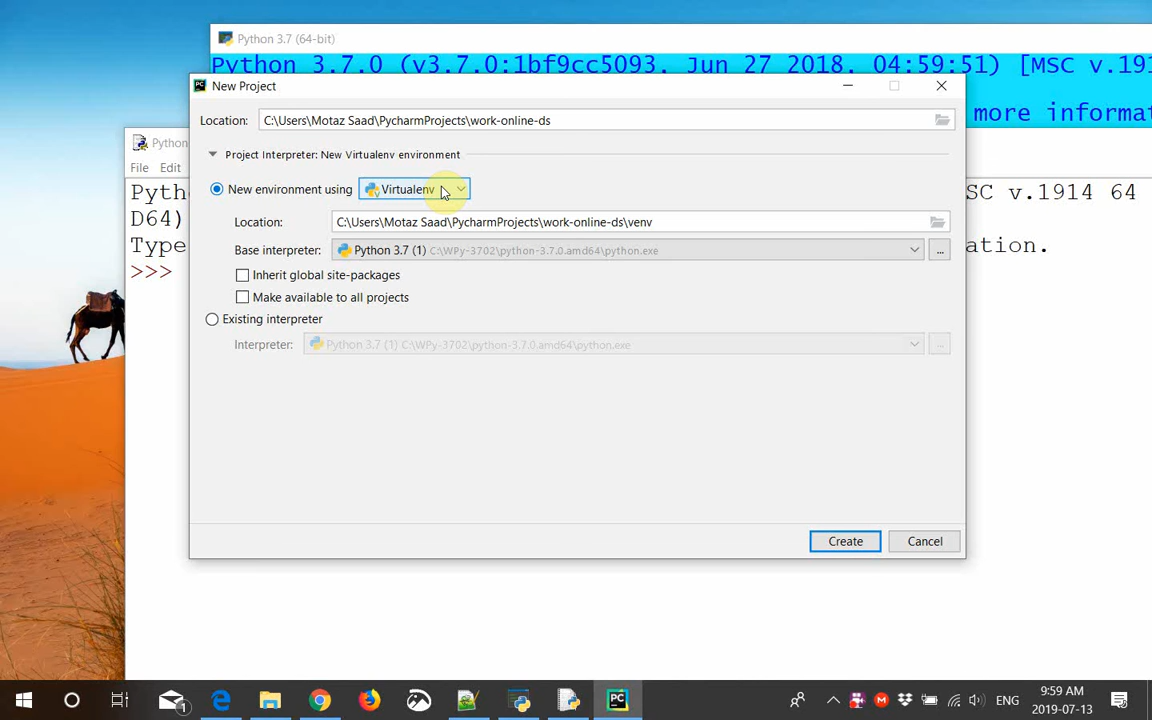 Python 3.7 (64-bit)
Python 3.7.0 (v3.7.0:1bf9cc5093, Jun 27 2018, 04:59:51) [MSC v.191
New Project
more informat
Location: C:\Users\Motaz Saad\PycharmProjects\work-online-ds
Python
Project Interpreter: New Virtualenv environment
File Edit
New environment using Virtualenv
Pyth
SC v.1914 64
D64)
Location: C:\Users\Motaz Saad\PycharmProjects\work-online-ds\venv
Type
ation.
Base interpreter: Python 3.7 (1) C:\WPy-3702\python-3.7.0.amd64\python.exe ...
>>>
Inherit global site-packages
Make available to all projects
Existing interpreter
Interpreter: Python 3.7 (1) C:\WPy-3702\python-3.7.0.amd64\python.exe ...
Create Cancel
1
PC
ENG
9:59 AM
2019-07-13